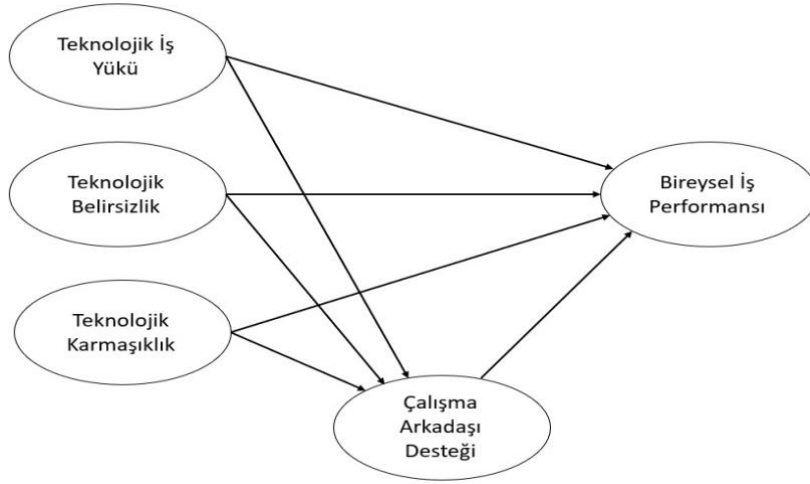 Teknolojik İş
Yükü
Teknolojik
Belirsizlik
Teknolojik
Karmaşıklık
Bireysel İş
Performansı
Çalışma
Arkadaşı
Desteği